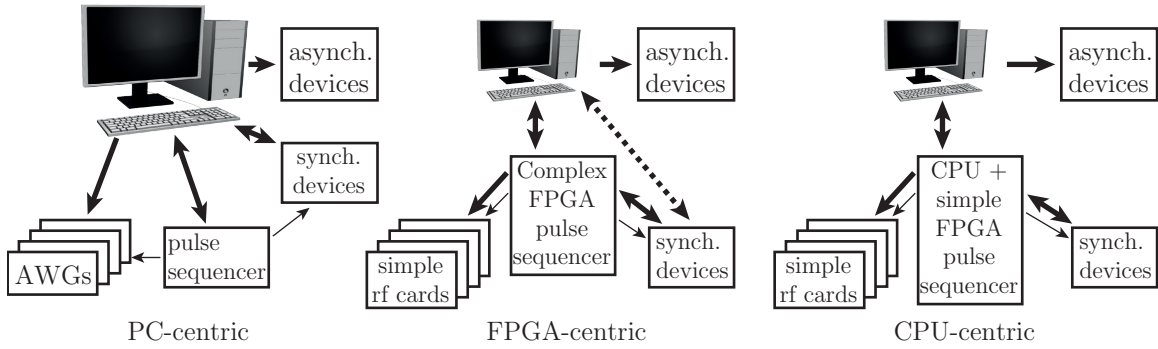 asynch.
devices
synch.
devices
AWGs
pulse
sequencer
PC-centric
asynch.
devices
Complex
FPGA
pulse
sequencer
simple
rf cards
synch.
devices
FPGA-centric
asynch.
devices
CPU +
simple
FPGA
pulse
sequencer
simple
rf cards
synch.
devices
CPU-centric